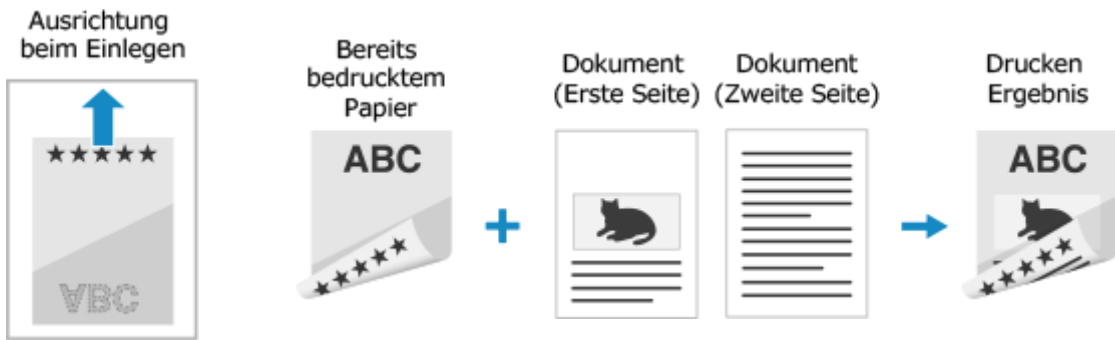 Ausrichtung
beim Einlegen
ABC
Bereits
bedrucktem
Papier
ABC
Dokument
(Erste Seite)
Dokument
(Zweite Seite)
Drucken
Ergebnis
ABC